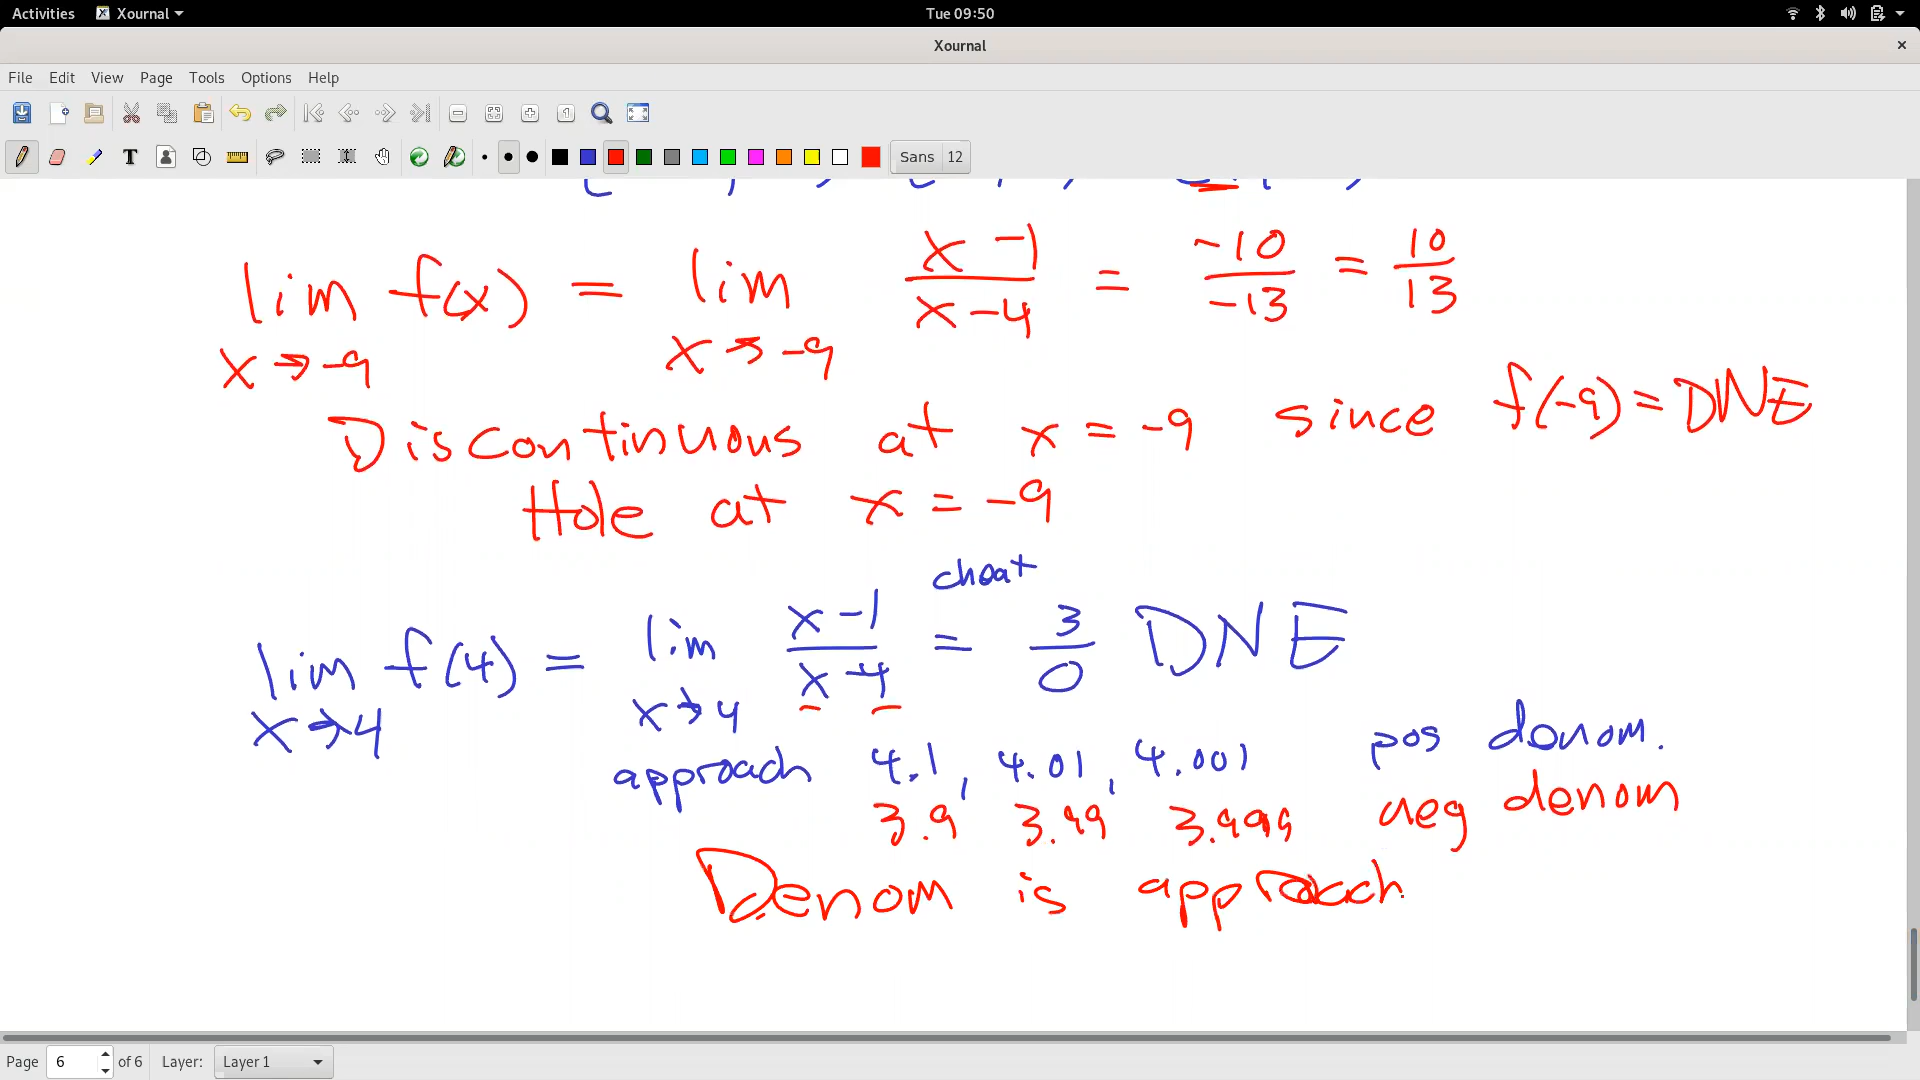 Activities Xournal Tue 09:50
Xournal
File Edit View Page Tools Options Help
Sans 12
lim f(x) = lim x-1/x-4 = -10/-13 = 10/13
x→-9 x→-9
Discontinuous at x = -9 since f(-9) = DNE
Hole at x = -9
cheat
lim f(4) = lim x-1/x-4 = 3/0 DNE
x→4 x→4
approach 4.1, 4.01, 4.001 pos denom.
3.9 3.99 3.999 neg denom
Denom is approach
Page 6 of 6 Layer: Layer 1